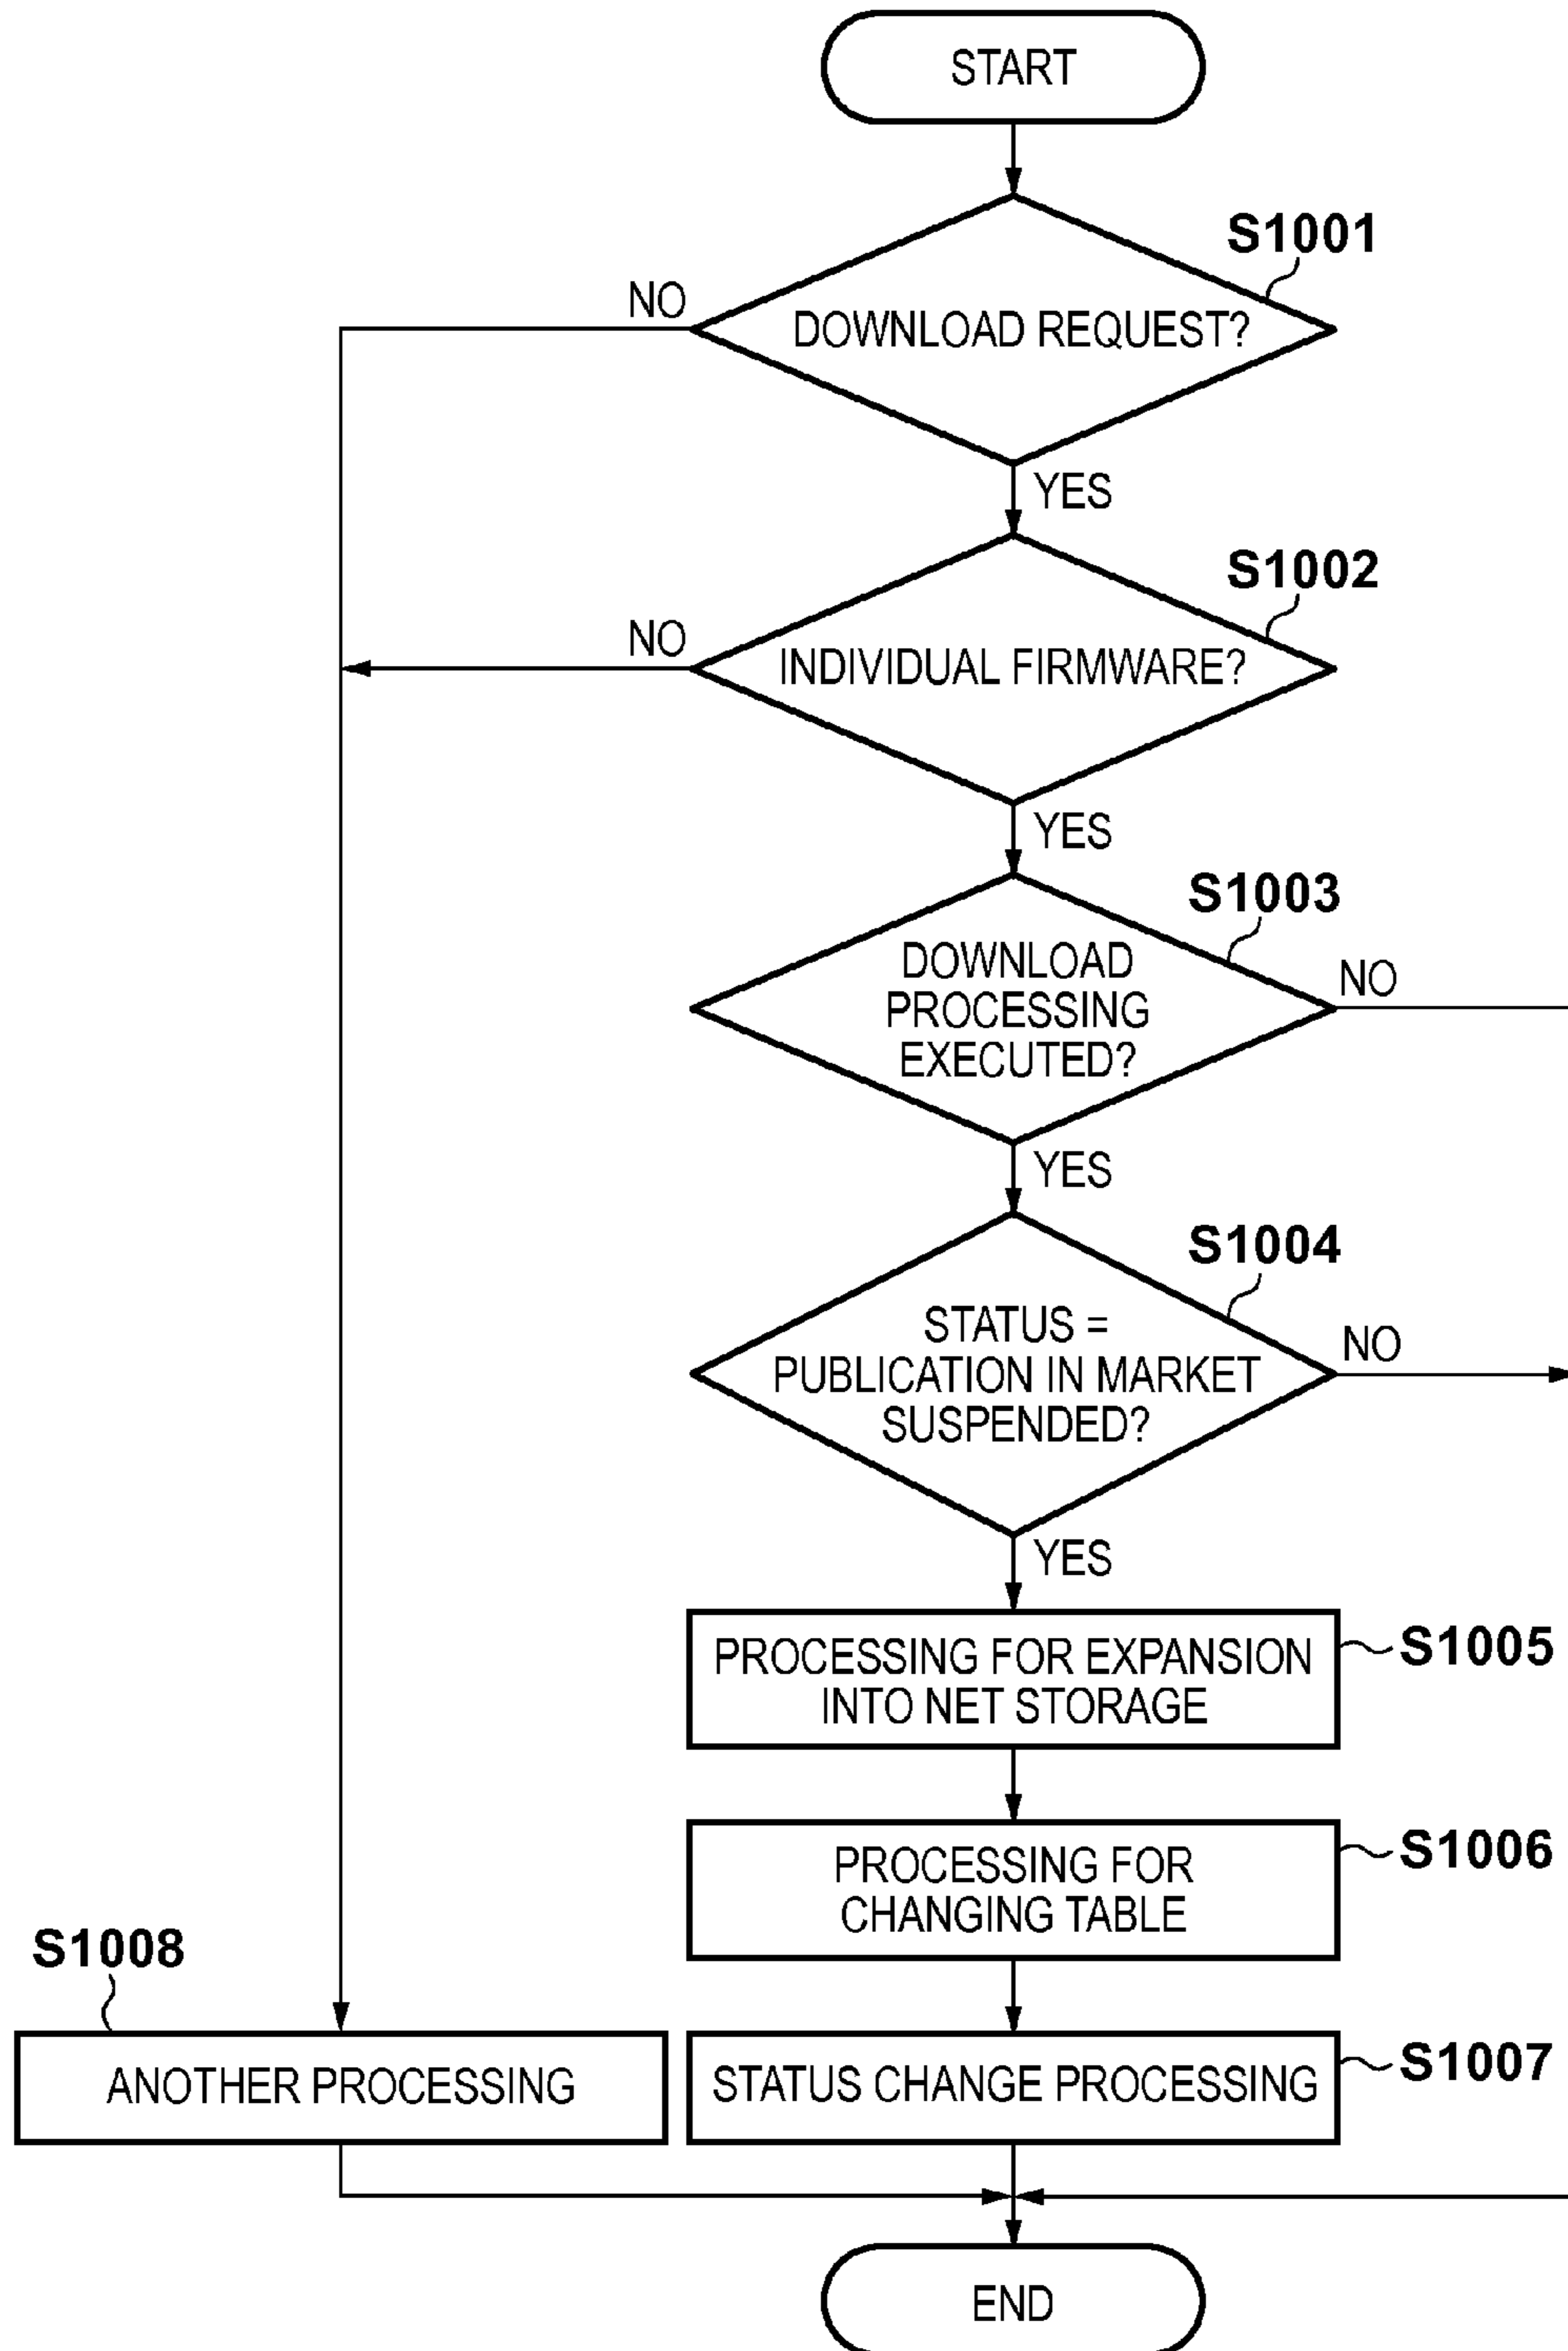 START
S1001
NO
DOWNLOAD REQUEST?
YES
S1002
NO
INDIVIDUAL FIRMWARE?
YES
S1003
DOWNLOAD
PROCESSING
EXECUTED?
NO
YES
S1004
STATUS =
PUBLICATION IN MARKET
SUSPENDED?
NO
YES
PROCESSING FOR EXPANSION
INTO NET STORAGE
S1005
PROCESSING FOR
CHANGING TABLE
S1006
S1008
ANOTHER PROCESSING
STATUS CHANGE PROCESSING
S1007
END